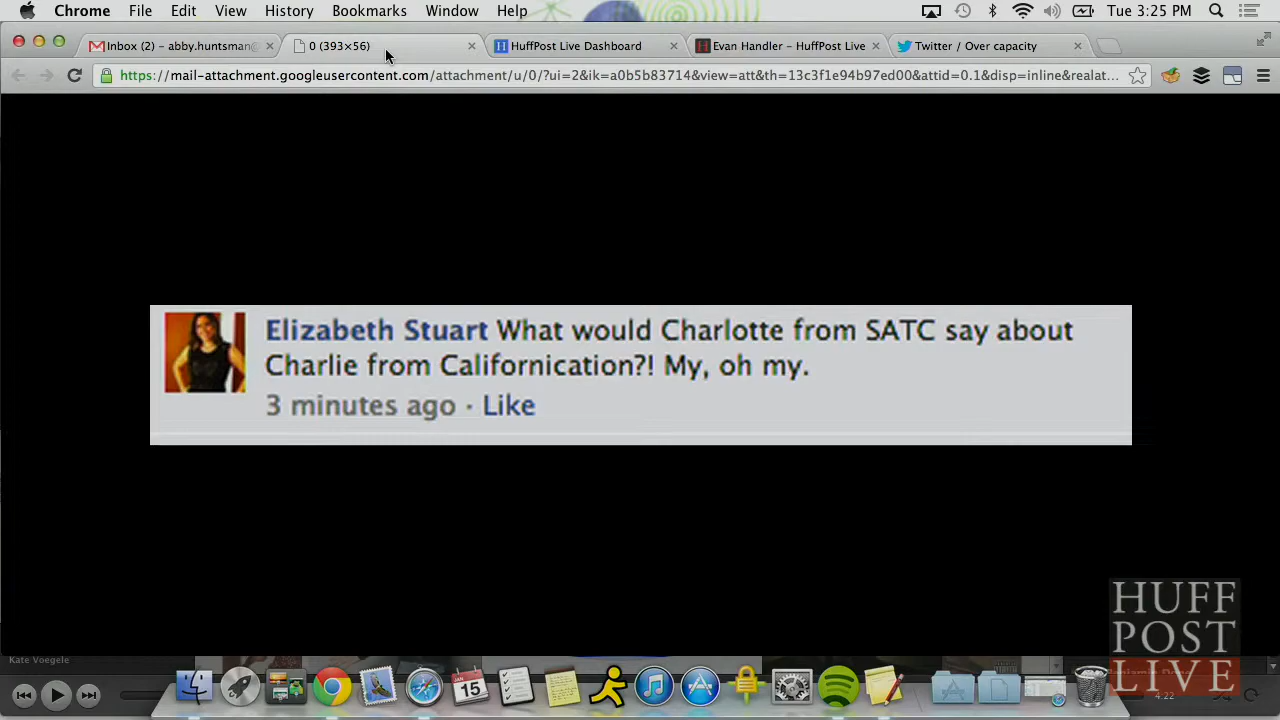 Chrome File Edit View History Bookmarks Window Help Tue 3:25 PM
Inbox (2) – abby.huntsman@ 0 (393×56) HuffPost Live Dashboard Evan Handler – HuffPost Live Twitter / Over capacity
https://mail-attachment.googleusercontent.com/attachment/u/0/?ui=2&ik=a0b5b83714&view=att&th=13c3f1e94b97ed00&attid=0.1&disp=inline&realat...
Elizabeth Stuart What would Charlotte from SATC say about
Charlie from Californication?! My, oh my.
3 minutes ago · Like
HUFF
POST
LIVE
Kate Voegele
15
4:22